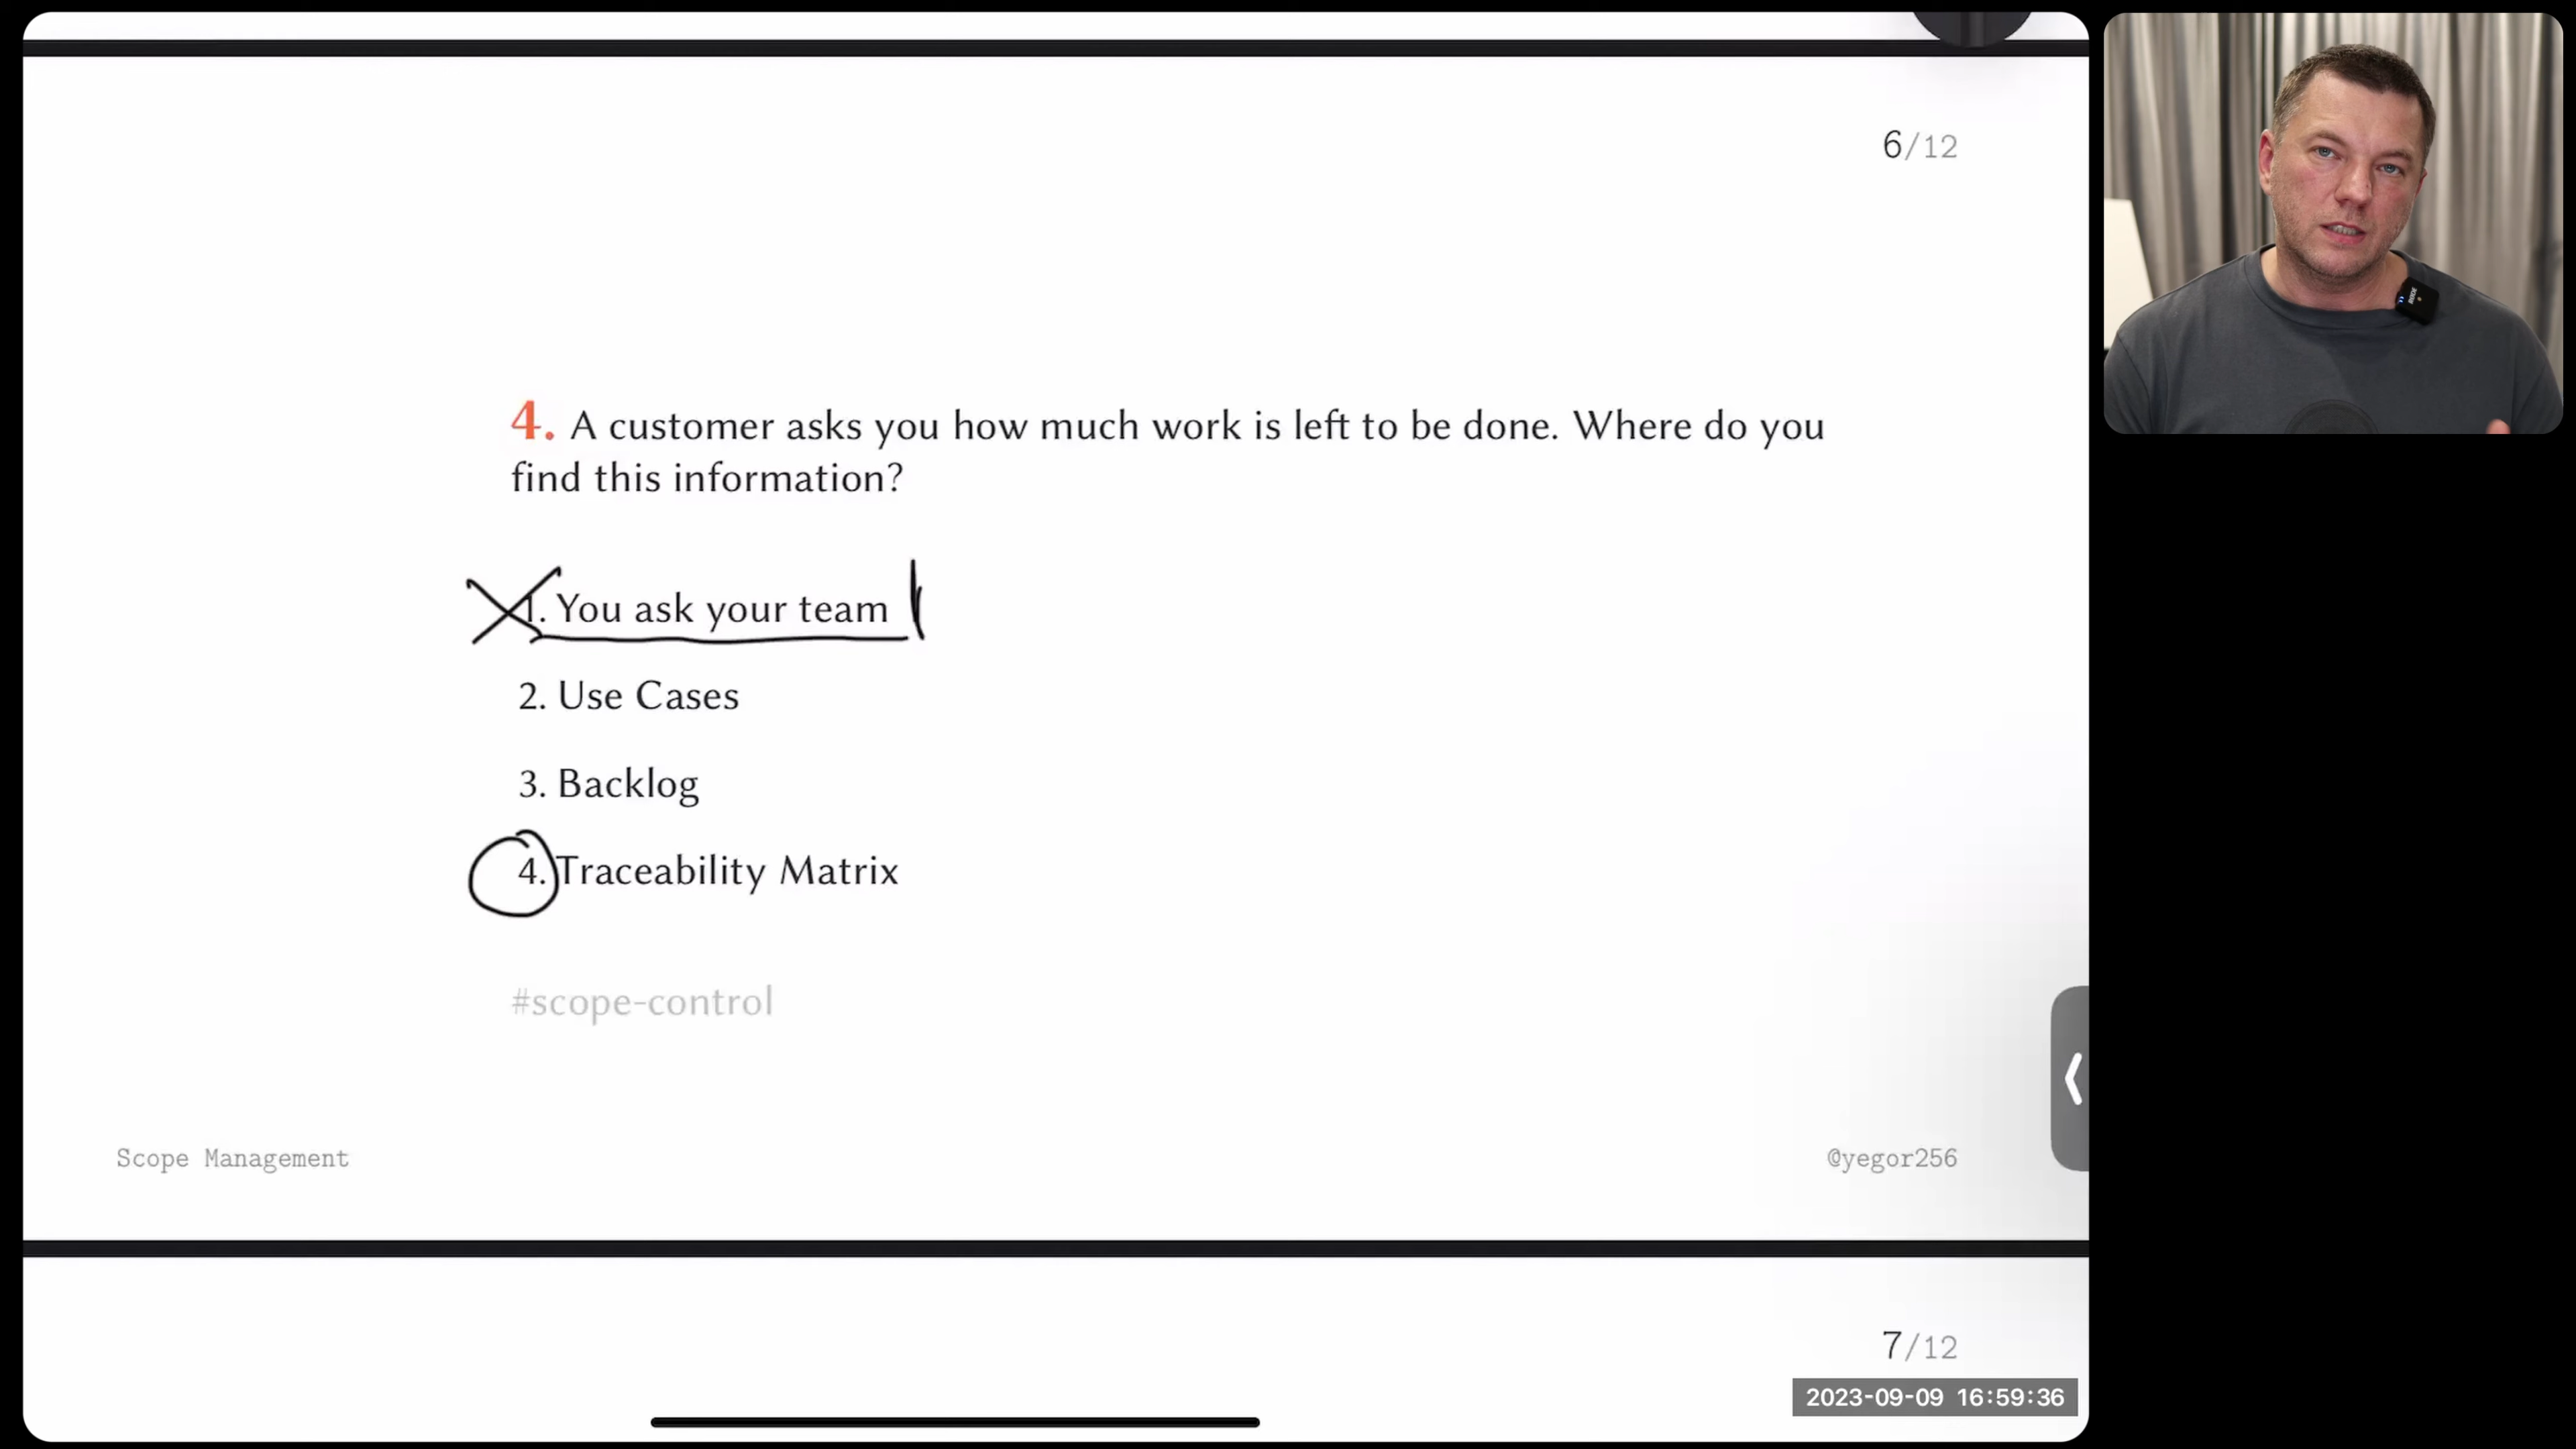 6/12
4. A customer asks you how much work is left to be done. Where do you
find this information?
1. You ask your team
2. Use Cases
3. Backlog
4. Traceability Matrix
#scope-control
Scope Management
@yegor256
7/12
2023-09-09 16:59:36